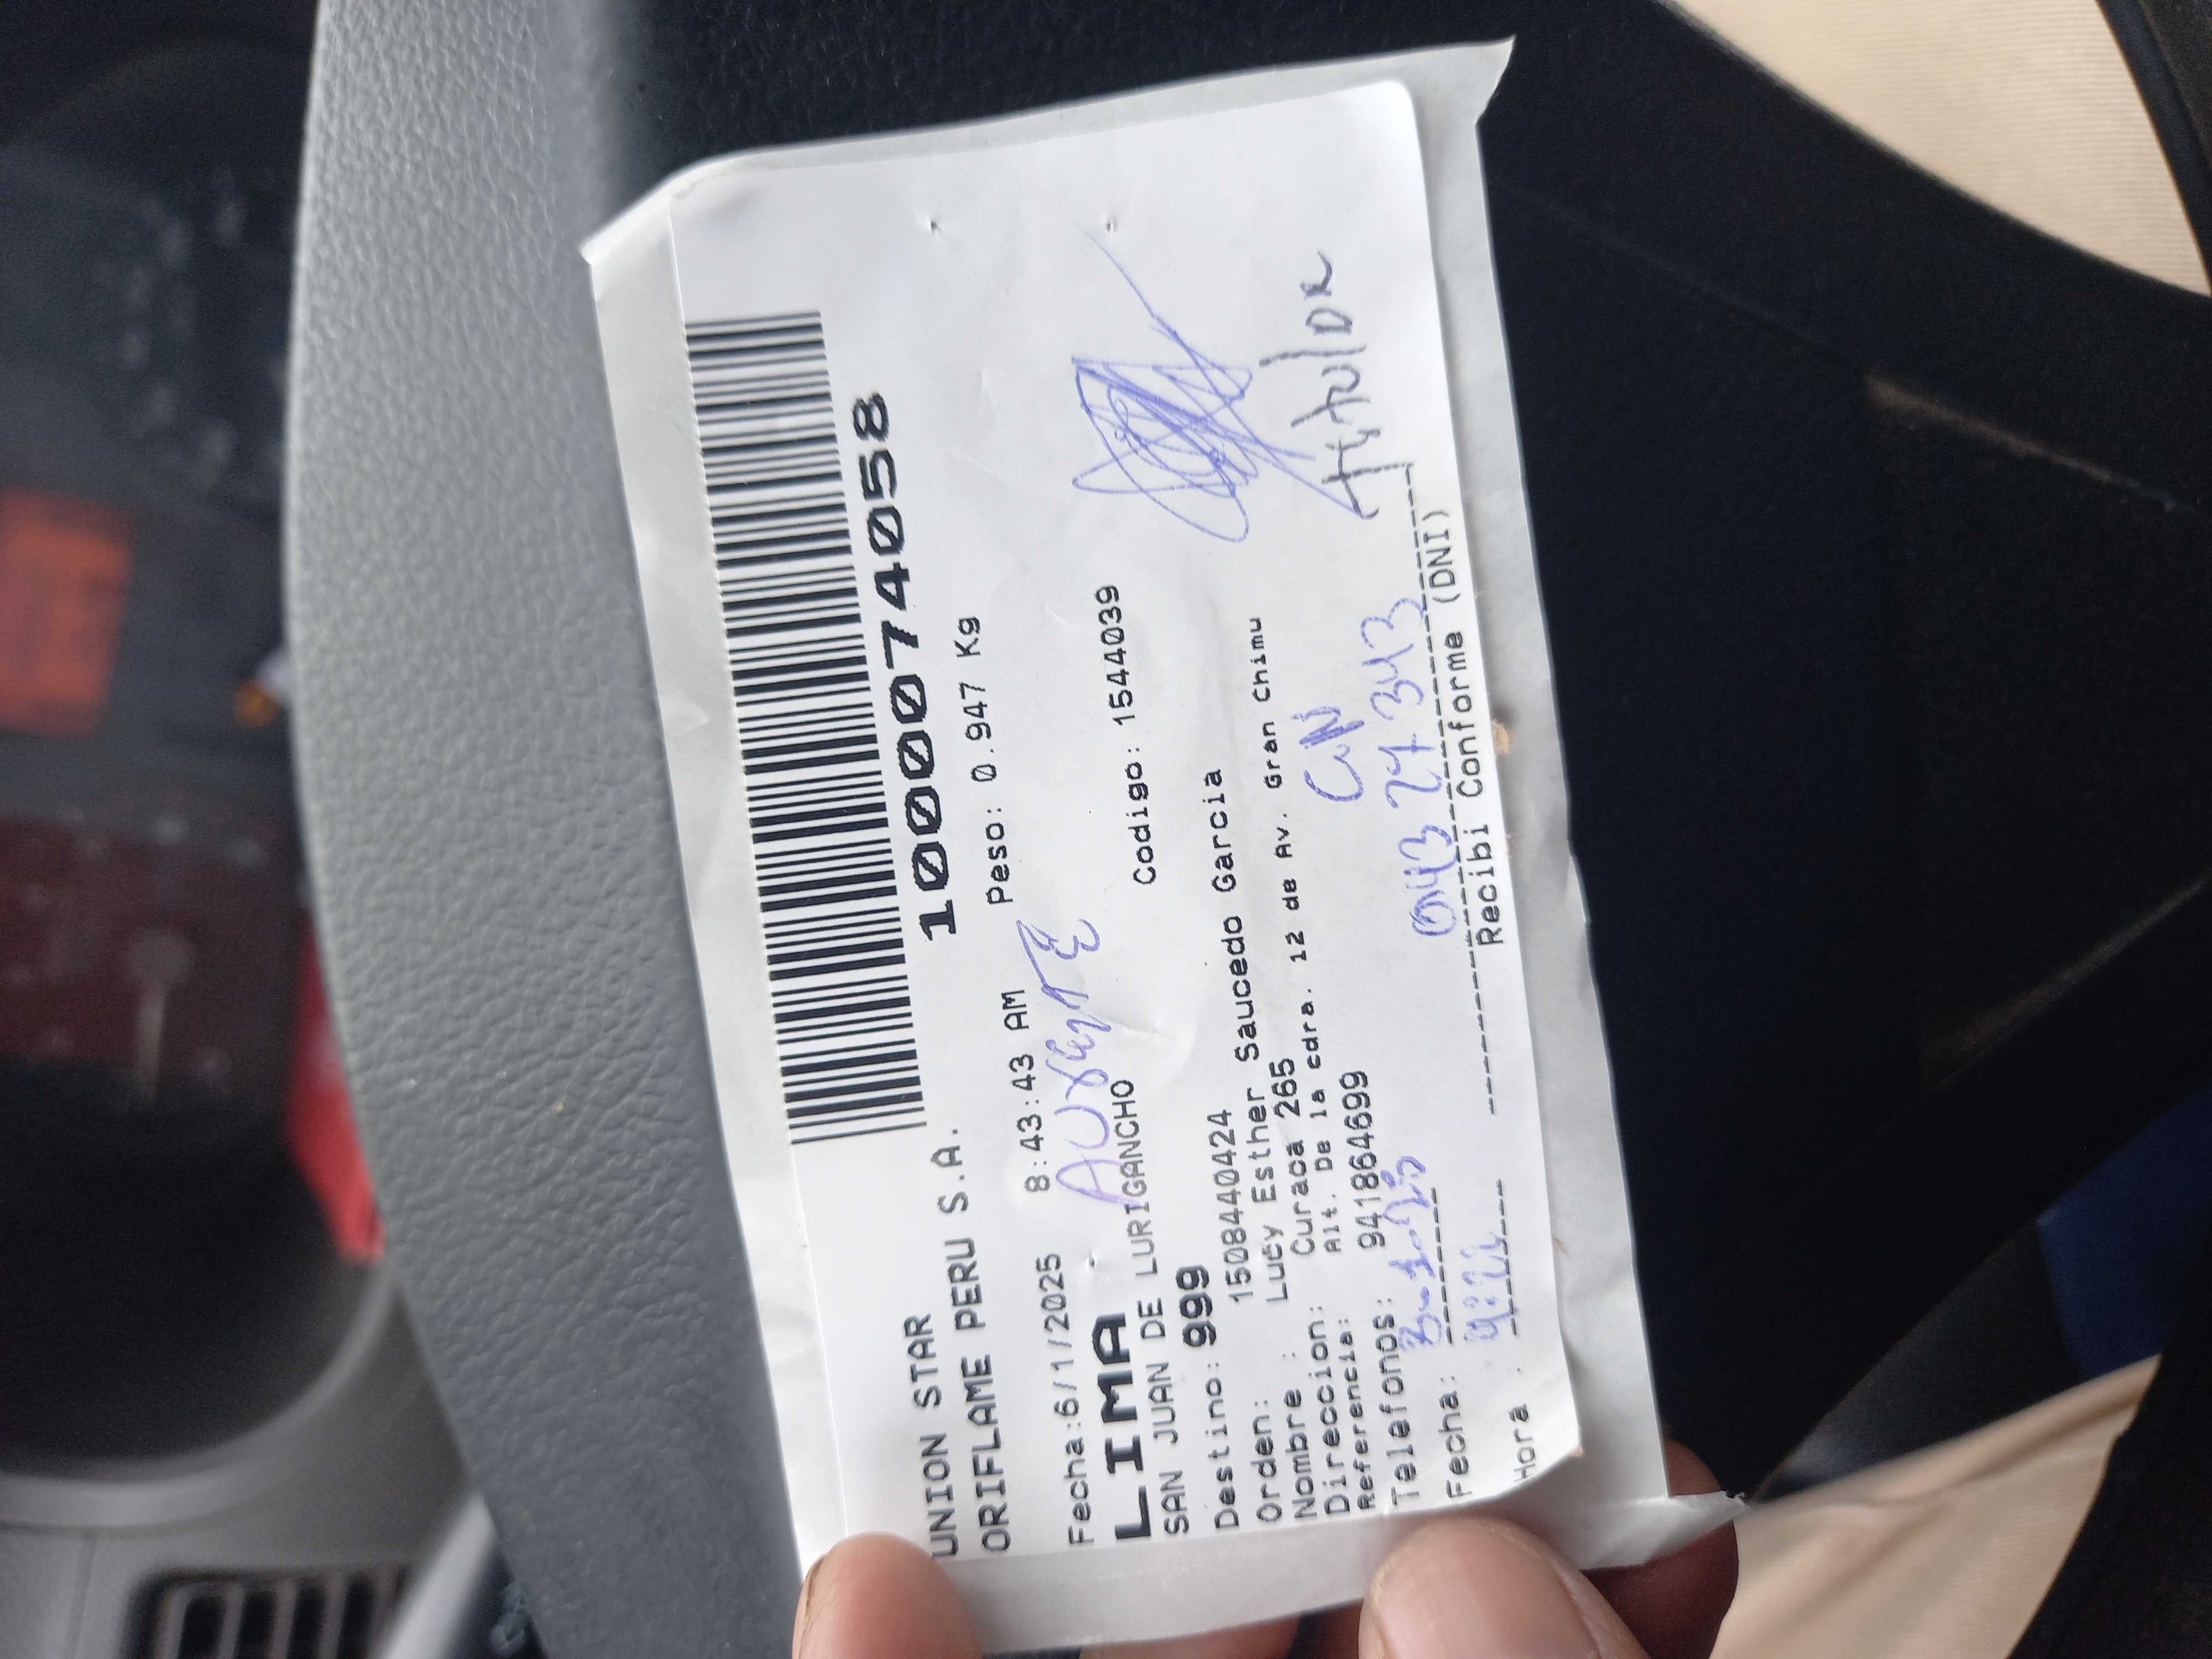 1000074058
UNION STAR
ORIFLAME PERU S.A.
Peso: 0.947 Kg
Fecha:6/1/2025 8:43:43 AM
AUSENTE
LIMA
SAN JUAN DE LURIGANCHO
Codigo: 1544039
Destino: 999
Orden: 1508440424
Nombre : Lucy Esther Saucedo Garcia
Direccion: Curaca 265
Referencia: Alt. De la cdra. 12 de Av. Gran Chimu
Telefonos: 941864699
CN
titular
Fecha:
Hora :
Recibi Conforme (DNI)